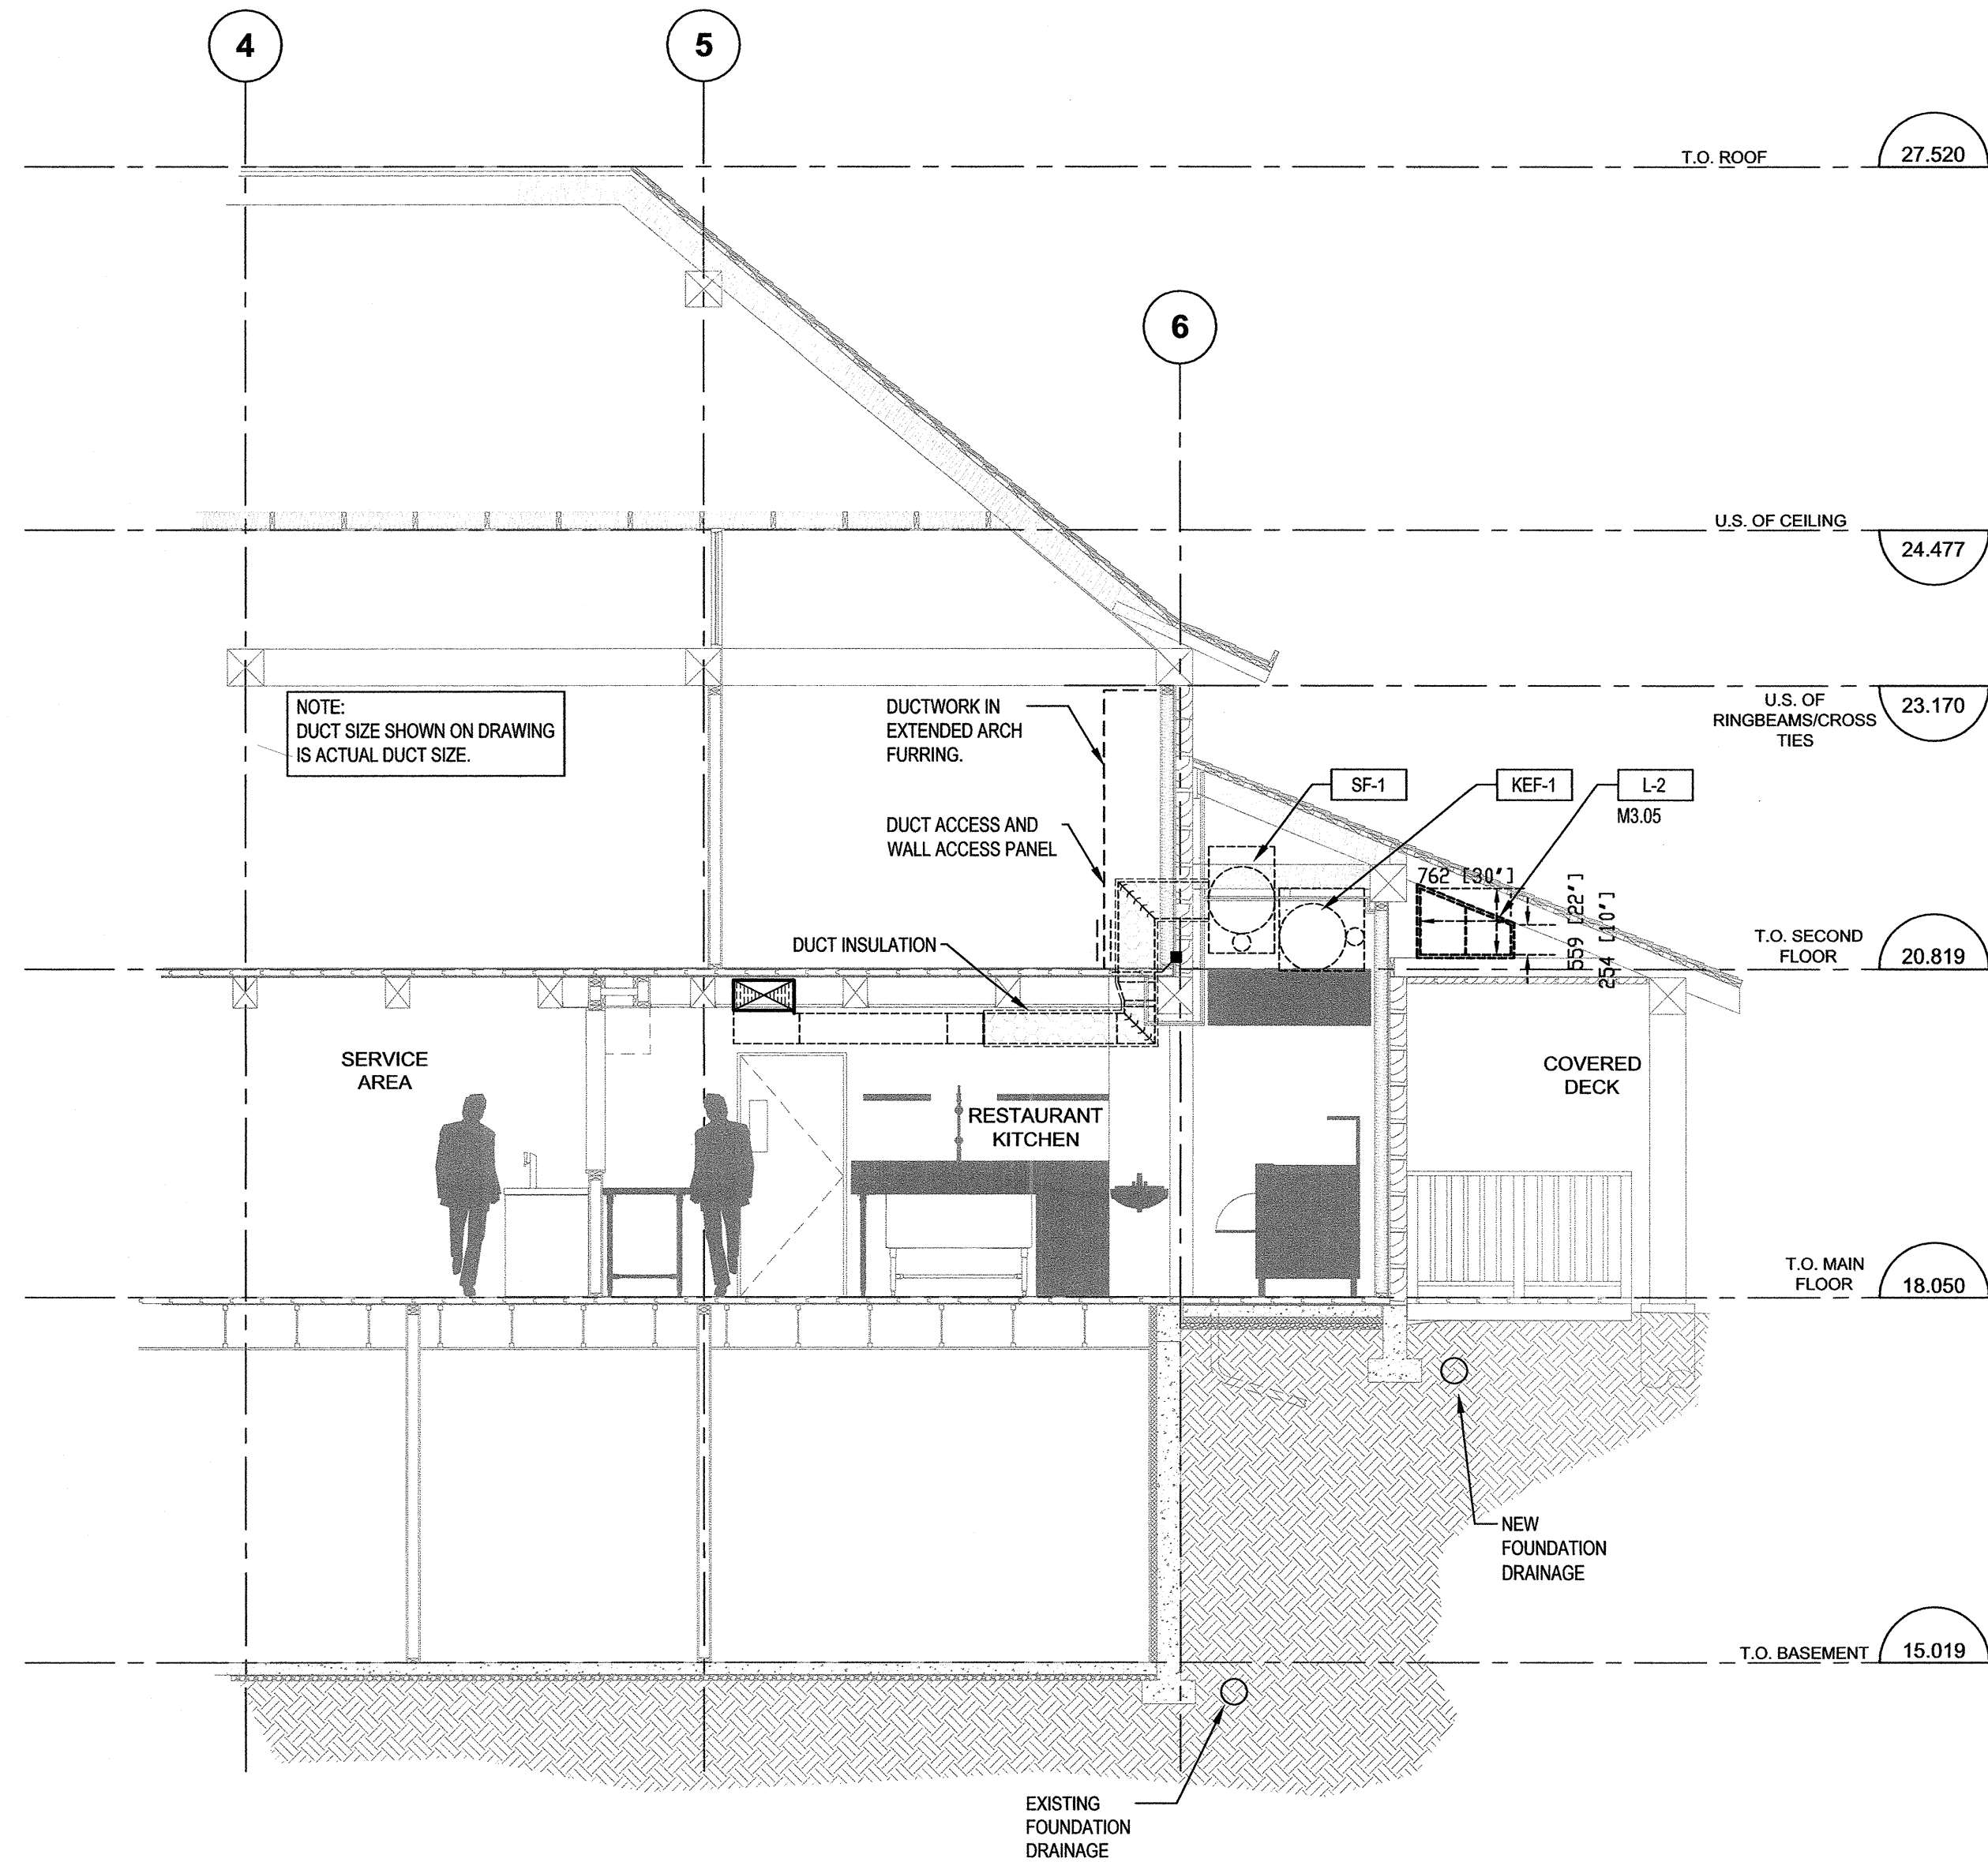 4
5
T.O. ROOF
27.520
6
U.S. OF CEILING
24.477
NOTE:
DUCT SIZE SHOWN ON DRAWING
IS ACTUAL DUCT SIZE.
DUCTWORK IN
EXTENDED ARCH
FURRING.
U.S. OF
RINGBEAMS/CROSS
TIES
23.170
SF-1
KEF-1
L-2
M3.05
DUCT ACCESS AND
WALL ACCESS PANEL
762 [30"]
559 [22"]
254 [10"]
DUCT INSULATION
T.O. SECOND
FLOOR
20.819
SERVICE
AREA
RESTAURANT
KITCHEN
COVERED
DECK
T.O. MAIN
FLOOR
18.050
NEW
FOUNDATION
DRAINAGE
T.O. BASEMENT
15.019
EXISTING
FOUNDATION
DRAINAGE